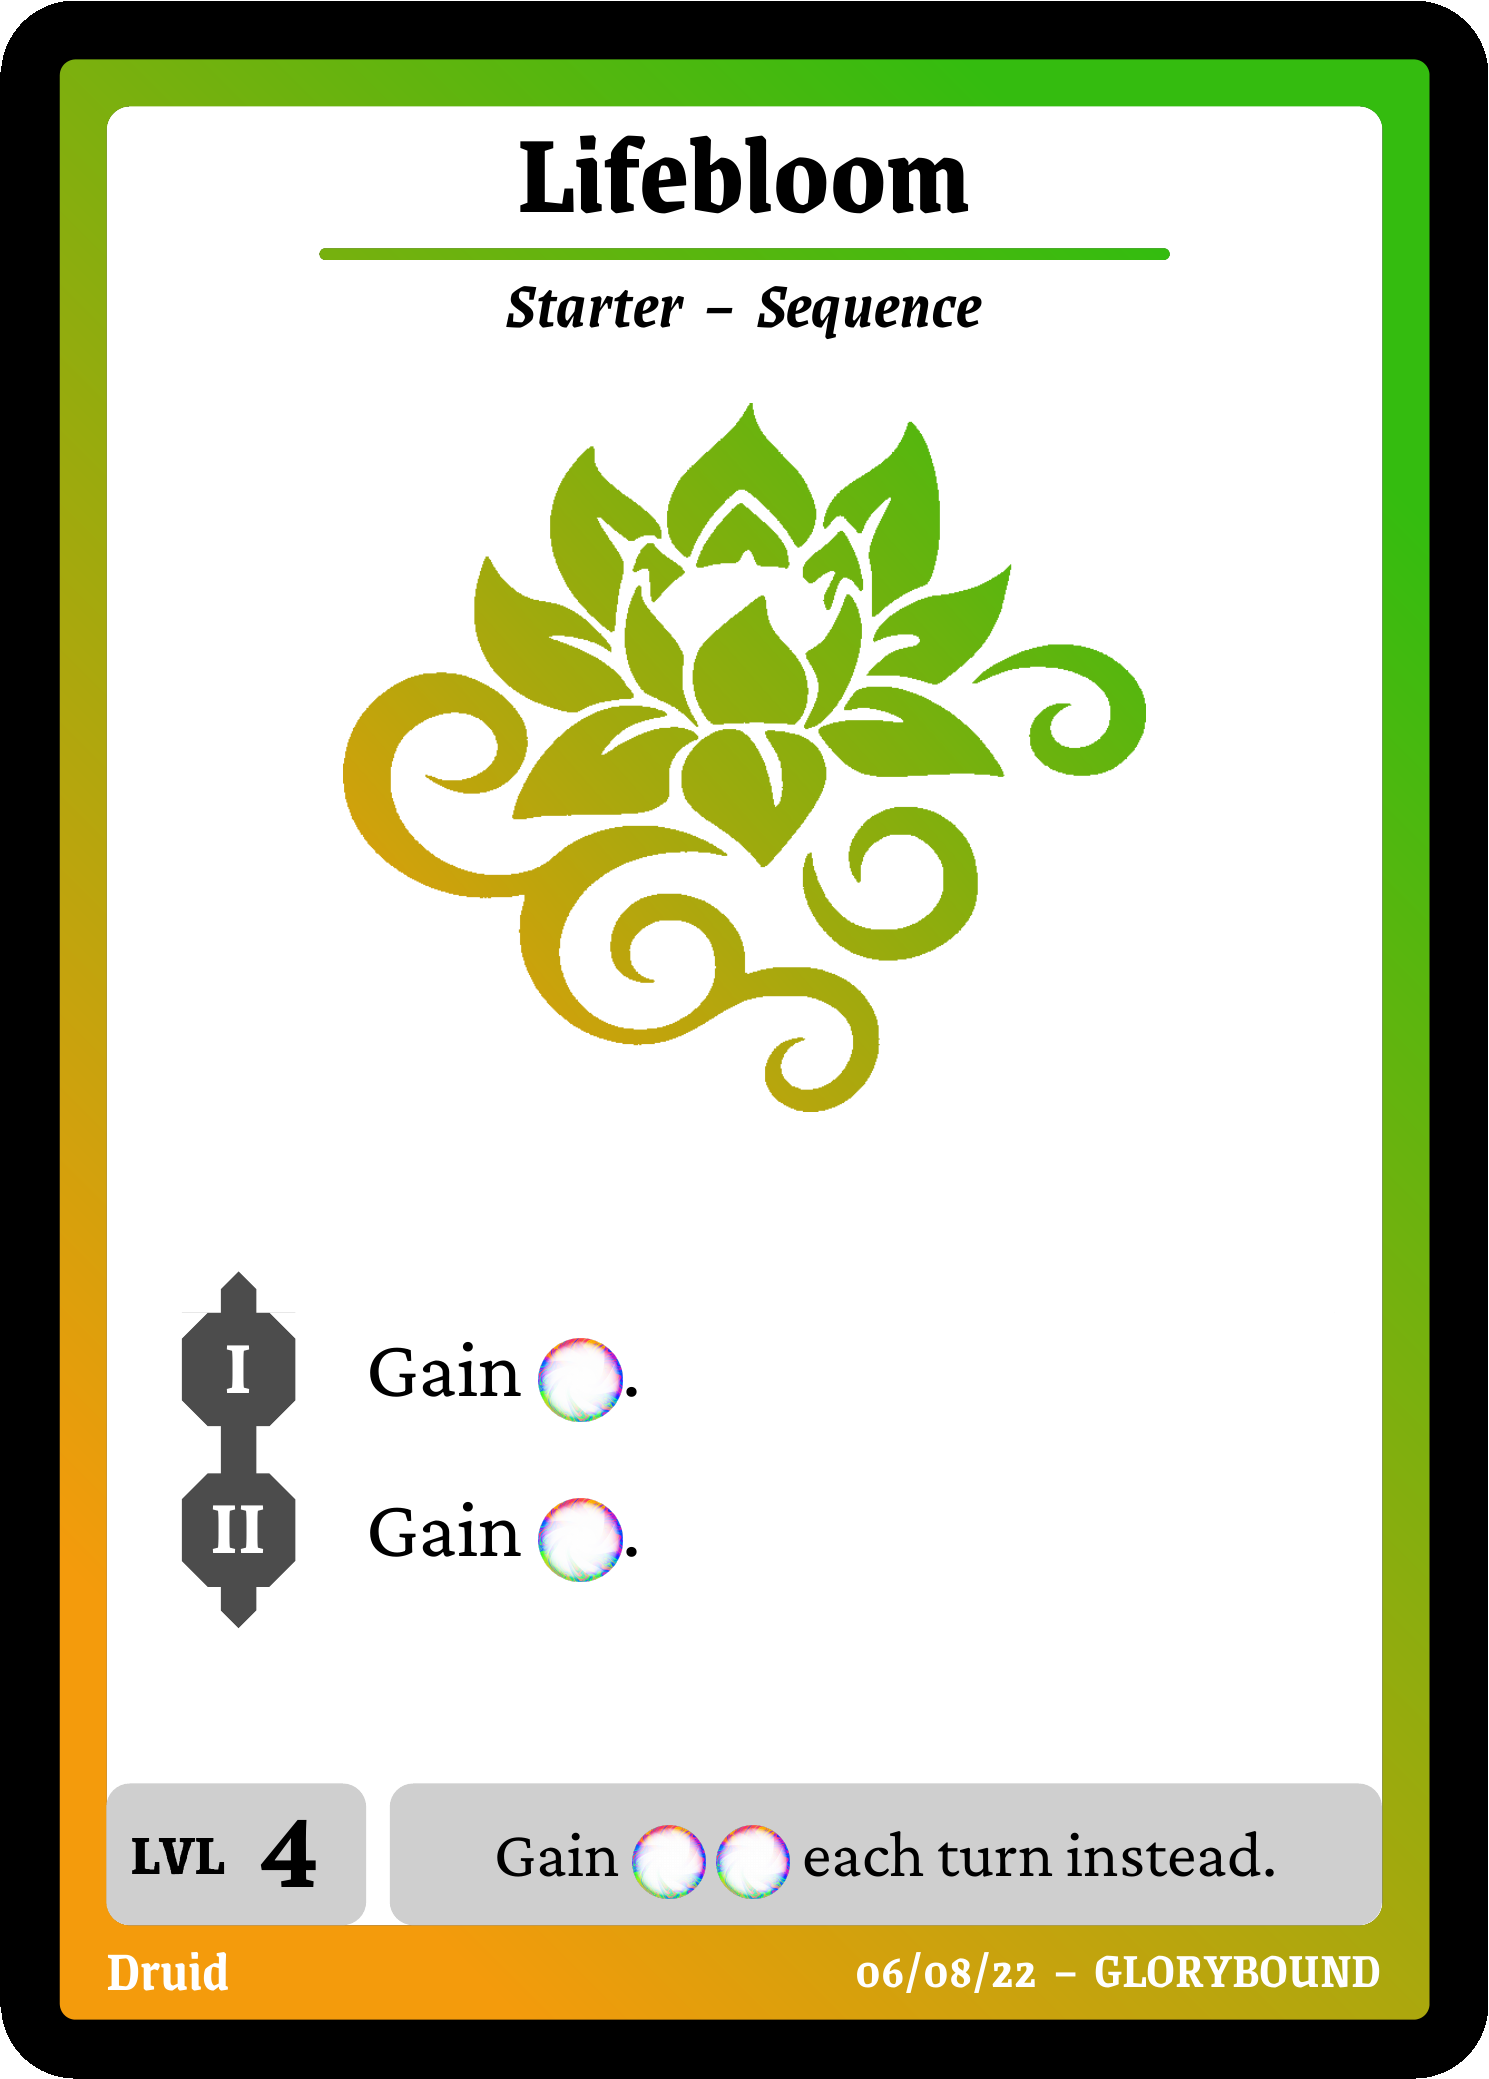 Lifebloom
Starter – Sequence
I Gain .
II Gain .
LVL 4 Gain each turn instead.
Druid 06/08/22 – GLORYBOUND